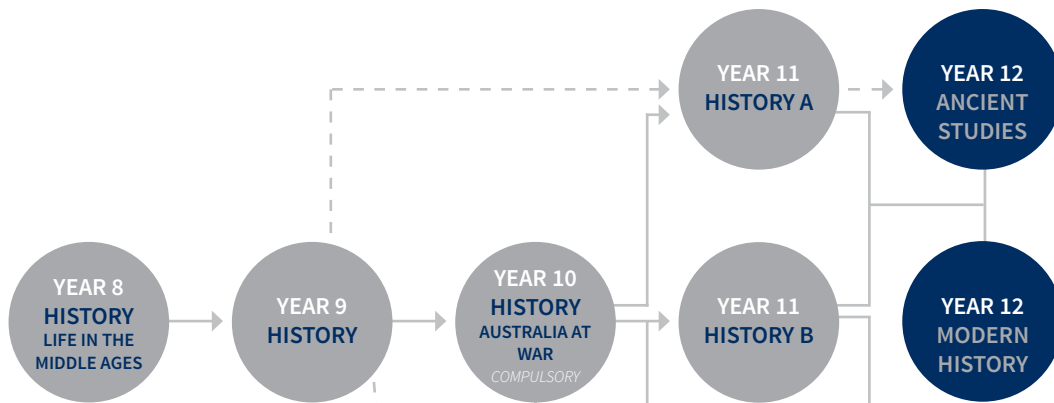 YEAR 11
HISTORY A
YEAR 12
ANCIENT
STUDIES
YEAR 8
HISTORY
LIFE IN THE
MIDDLE AGES
YEAR 9
HISTORY
YEAR 10
HISTORY
AUSTRALIA AT
WAR
COMPULSORY
YEAR 11
HISTORY B
YEAR 12
MODERN
HISTORY